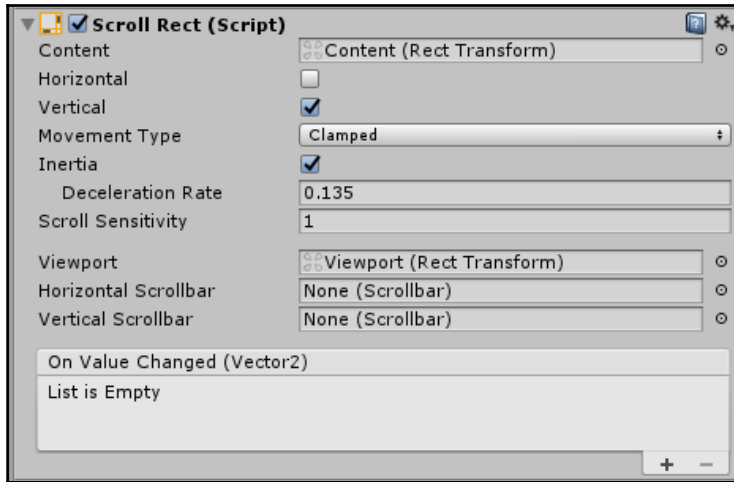 Scroll Rect (Script)
Content Content (Rect Transform)
Horizontal
Vertical
Movement Type Clamped
Inertia
Deceleration Rate 0.135
Scroll Sensitivity 1
Viewport Viewport (Rect Transform)
Horizontal Scrollbar None (Scrollbar)
Vertical Scrollbar None (Scrollbar)
On Value Changed (Vector2)
List is Empty
+ −